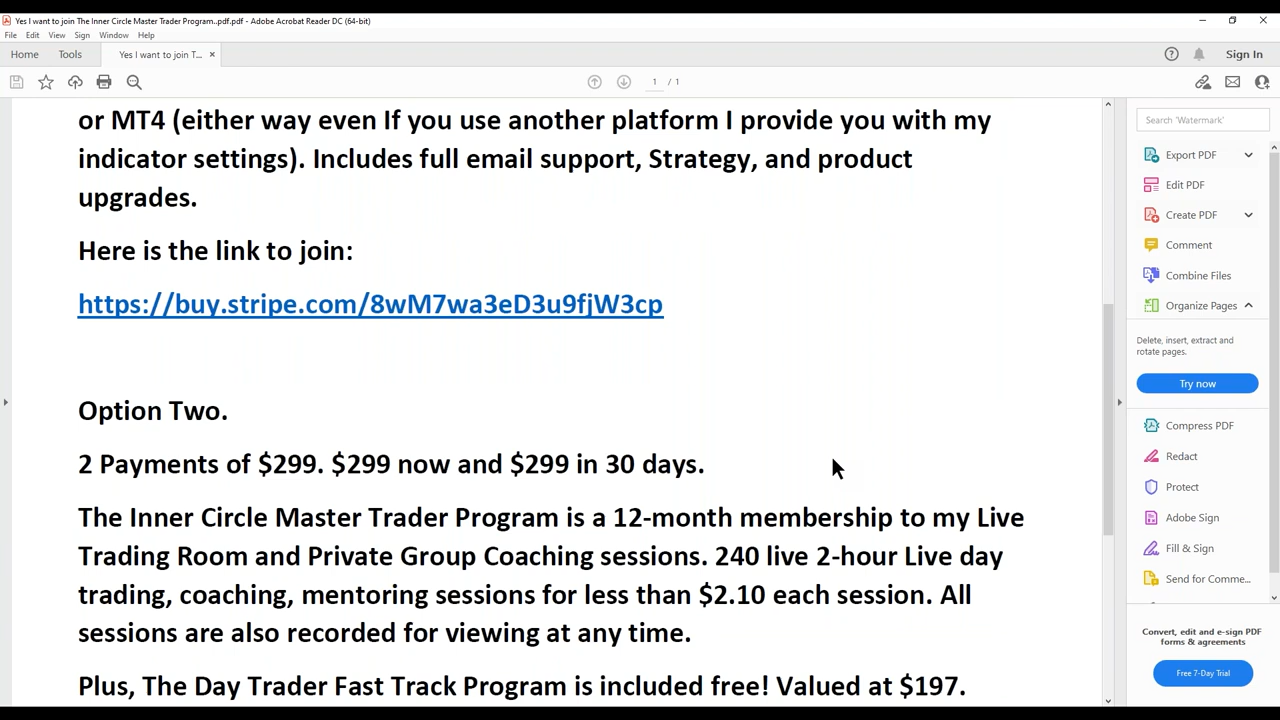 Yes I want to join The Inner Circle Master Trader Program..pdf.pdf - Adobe Acrobat Reader DC (64-bit)
File Edit View Sign Window Help
Home Tools Yes I want to join T... × Sign In
1 / 1
or MT4 (either way even If you use another platform I provide you with my
indicator settings). Includes full email support, Strategy, and product
upgrades.
Here is the link to join:
https://buy.stripe.com/8wM7wa3eD3u9fjW3cp
Option Two.
2 Payments of $299. $299 now and $299 in 30 days.
The Inner Circle Master Trader Program is a 12-month membership to my Live
Trading Room and Private Group Coaching sessions. 240 live 2-hour Live day
trading, coaching, mentoring sessions for less than $2.10 each session. All
sessions are also recorded for viewing at any time.
Plus, The Day Trader Fast Track Program is included free! Valued at $197.
Search 'Watermark'
Export PDF
Edit PDF
Create PDF
Comment
Combine Files
Organize Pages
Delete, insert, extract and
rotate pages.
Try now
Compress PDF
Redact
Protect
Adobe Sign
Fill & Sign
Send for Comme...
Convert, edit and e-sign PDF
forms & agreements
Free 7-Day Trial